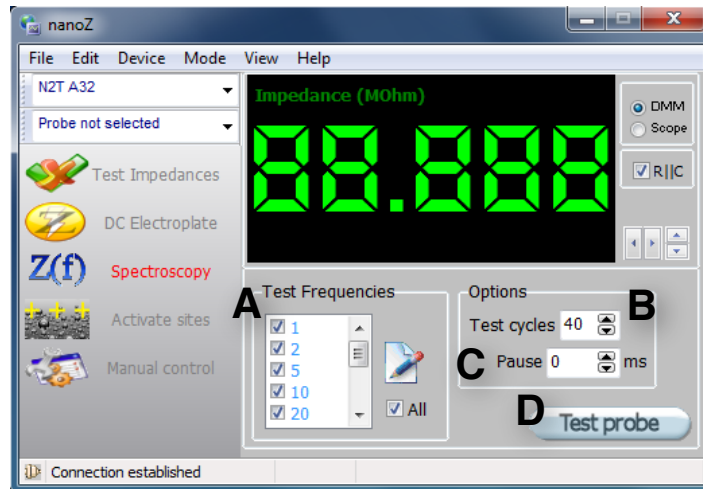 nanoZ
File Edit Device Mode View Help
N2T A32
Probe not selected
Test Impedances
DC Electroplate
Z(f) Spectroscopy
Activate sites
Manual control
Impedance (MOhm)
88.888
DMM
Scope
R||C
A
Test Frequencies
1
2
5
10
20
All
Options
Test cycles 40
B
C
Pause 0 ms
D
Test probe
Connection established